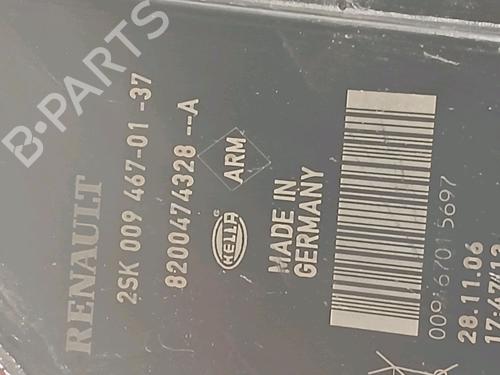 RENAULT
2SK 009 467-01 -37
8200474328 --A
HELLA
ARM
MADE IN
GERMANY
28.11.06
B-PARTS